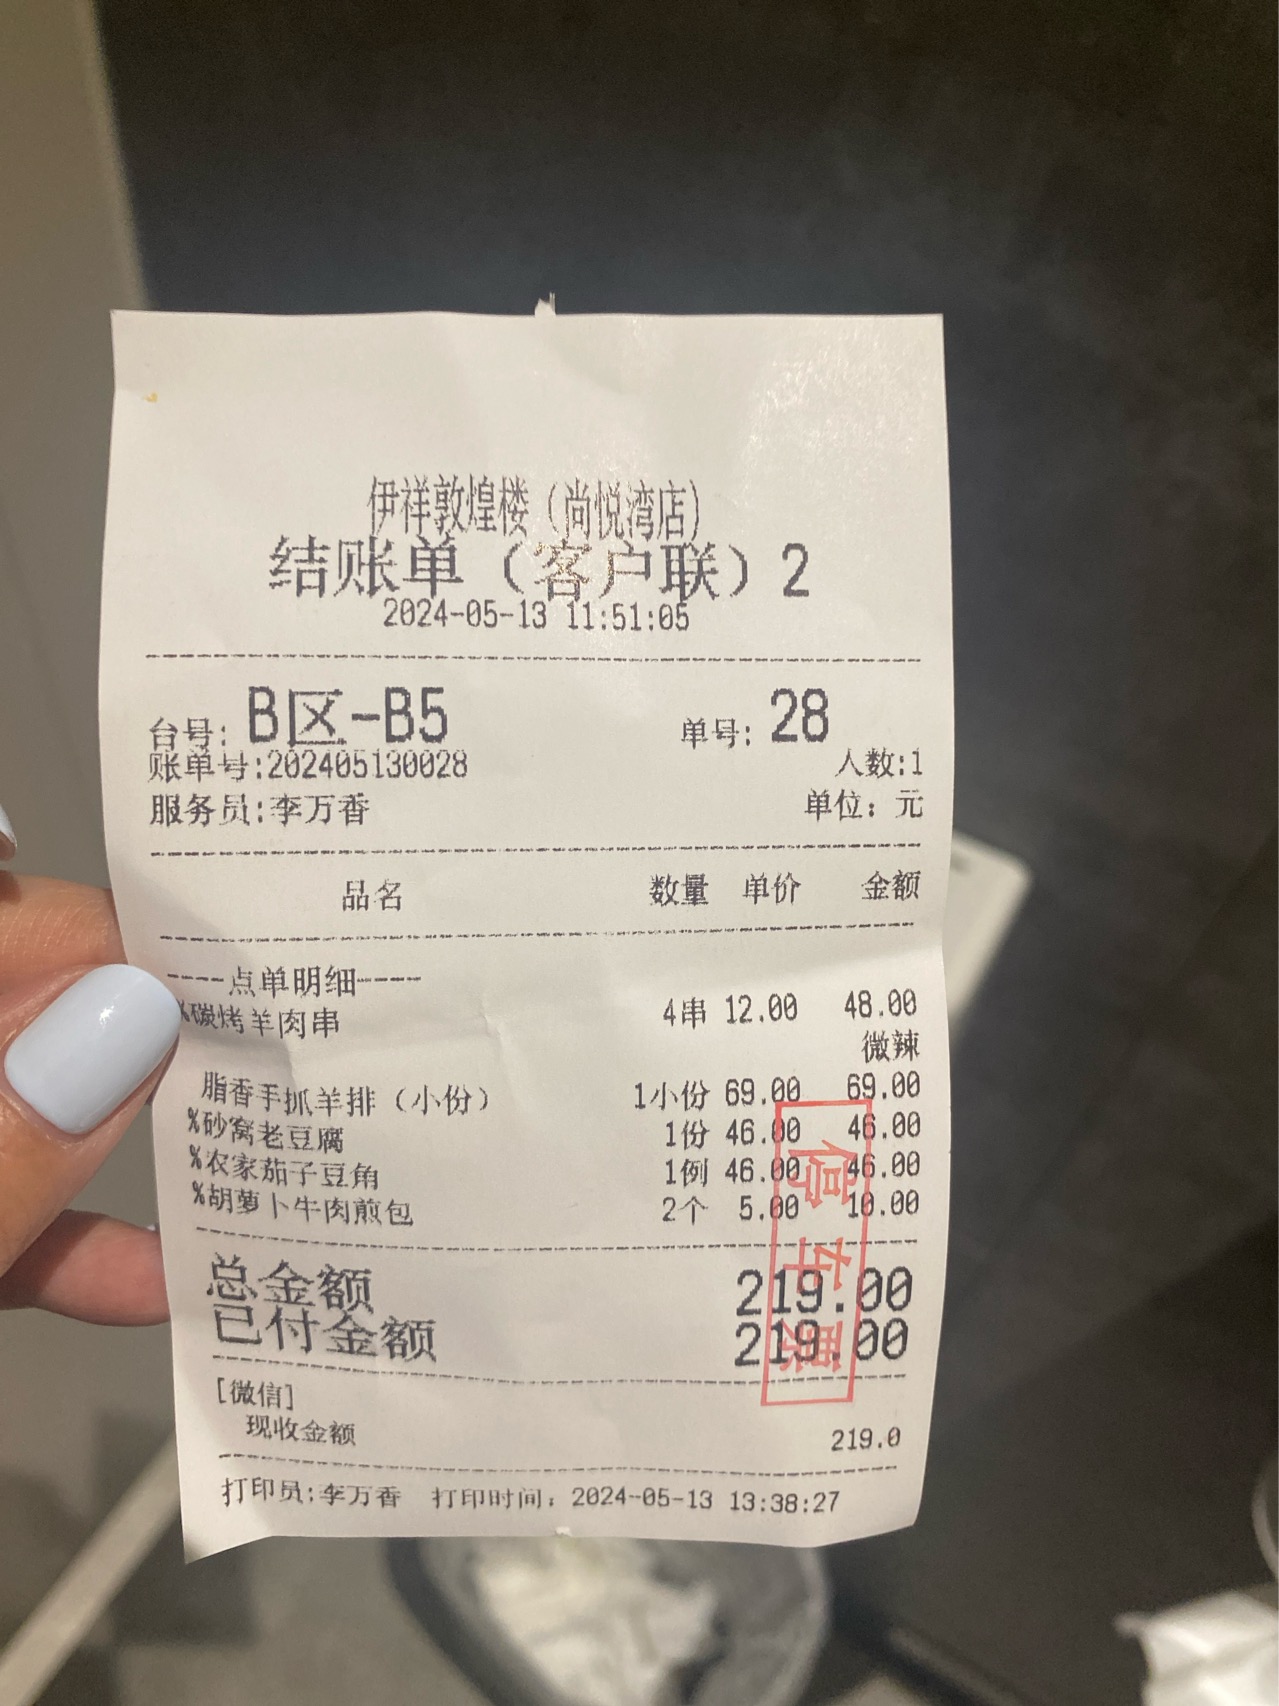 伊祥敦煌楼（尚悦湾店）
结账单（客户联）2
2024-05-13 11:51:05
台号: B区-B5 单号: 28
账单号:202405130028 人数:1
服务员:李万香 单位: 元
品名 数量 单价 金额
----点单明细----
%碳烤羊肉串 4串 12.00 48.00
微辣
脂香手抓羊排（小份） 1小份 69.00 69.00
%砂窝老豆腐 1份 46.00 46.00
%农家茄子豆角 1例 46.00 46.00
%胡萝卜牛肉煎包 2个 5.00 10.00
总金额 219.00
已付金额 219.00
停车票
[微信]
现收金额 219.0
打印员:李万香 打印时间: 2024-05-13 13:38:27